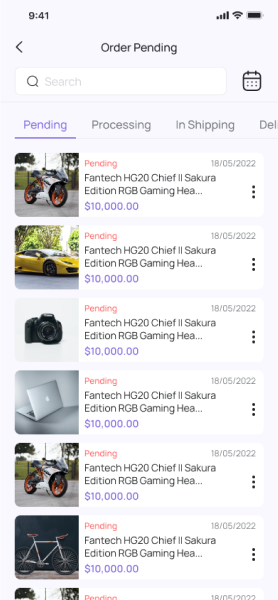 9:41
Order Pending
Search
Pending Processing In Shipping Deli
Pending 18/05/2022
Fantech HG20 Chief II Sakura
Edition RGB Gaming Hea...
$10,000.00
Pending 18/05/2022
Fantech HG20 Chief II Sakura
Edition RGB Gaming Hea...
$10,000.00
Pending 18/05/2022
Fantech HG20 Chief II Sakura
Edition RGB Gaming Hea...
$10,000.00
Pending 18/05/2022
Fantech HG20 Chief II Sakura
Edition RGB Gaming Hea...
$10,000.00
Pending 18/05/2022
Fantech HG20 Chief II Sakura
Edition RGB Gaming Hea...
$10,000.00
Pending 18/05/2022
Fantech HG20 Chief II Sakura
Edition RGB Gaming Hea...
$10,000.00
Pending 18/05/2022